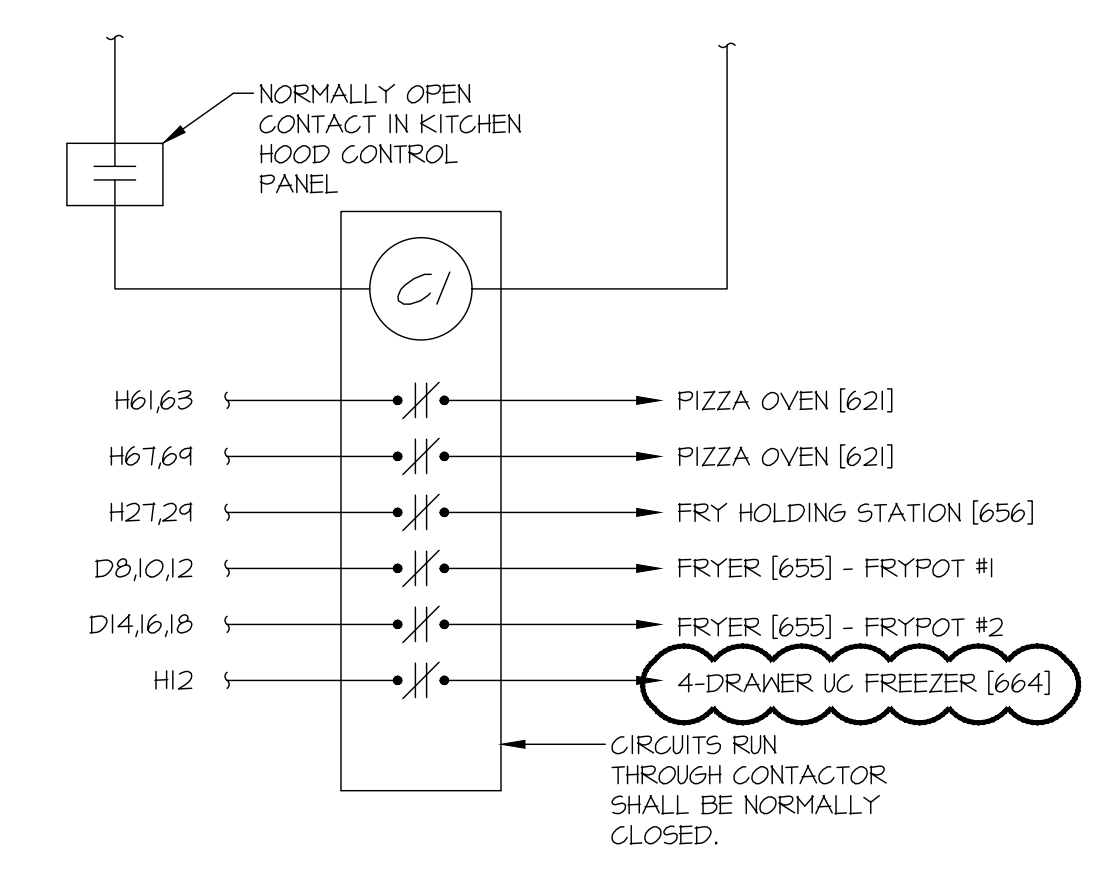 NORMALLY OPEN
CONTACT IN KITCHEN
HOOD CONTROL
PANEL
C1
H61,63 PIZZA OVEN [621]
H67,69 PIZZA OVEN [621]
H27,29 FRY HOLDING STATION [656]
D8,10,12 FRYER [655] - FRYPOT #1
D14,16,18 FRYER [655] - FRYPOT #2
H12 4-DRAWER UC FREEZER [664]
CIRCUITS RUN
THROUGH CONTACTOR
SHALL BE NORMALLY
CLOSED.